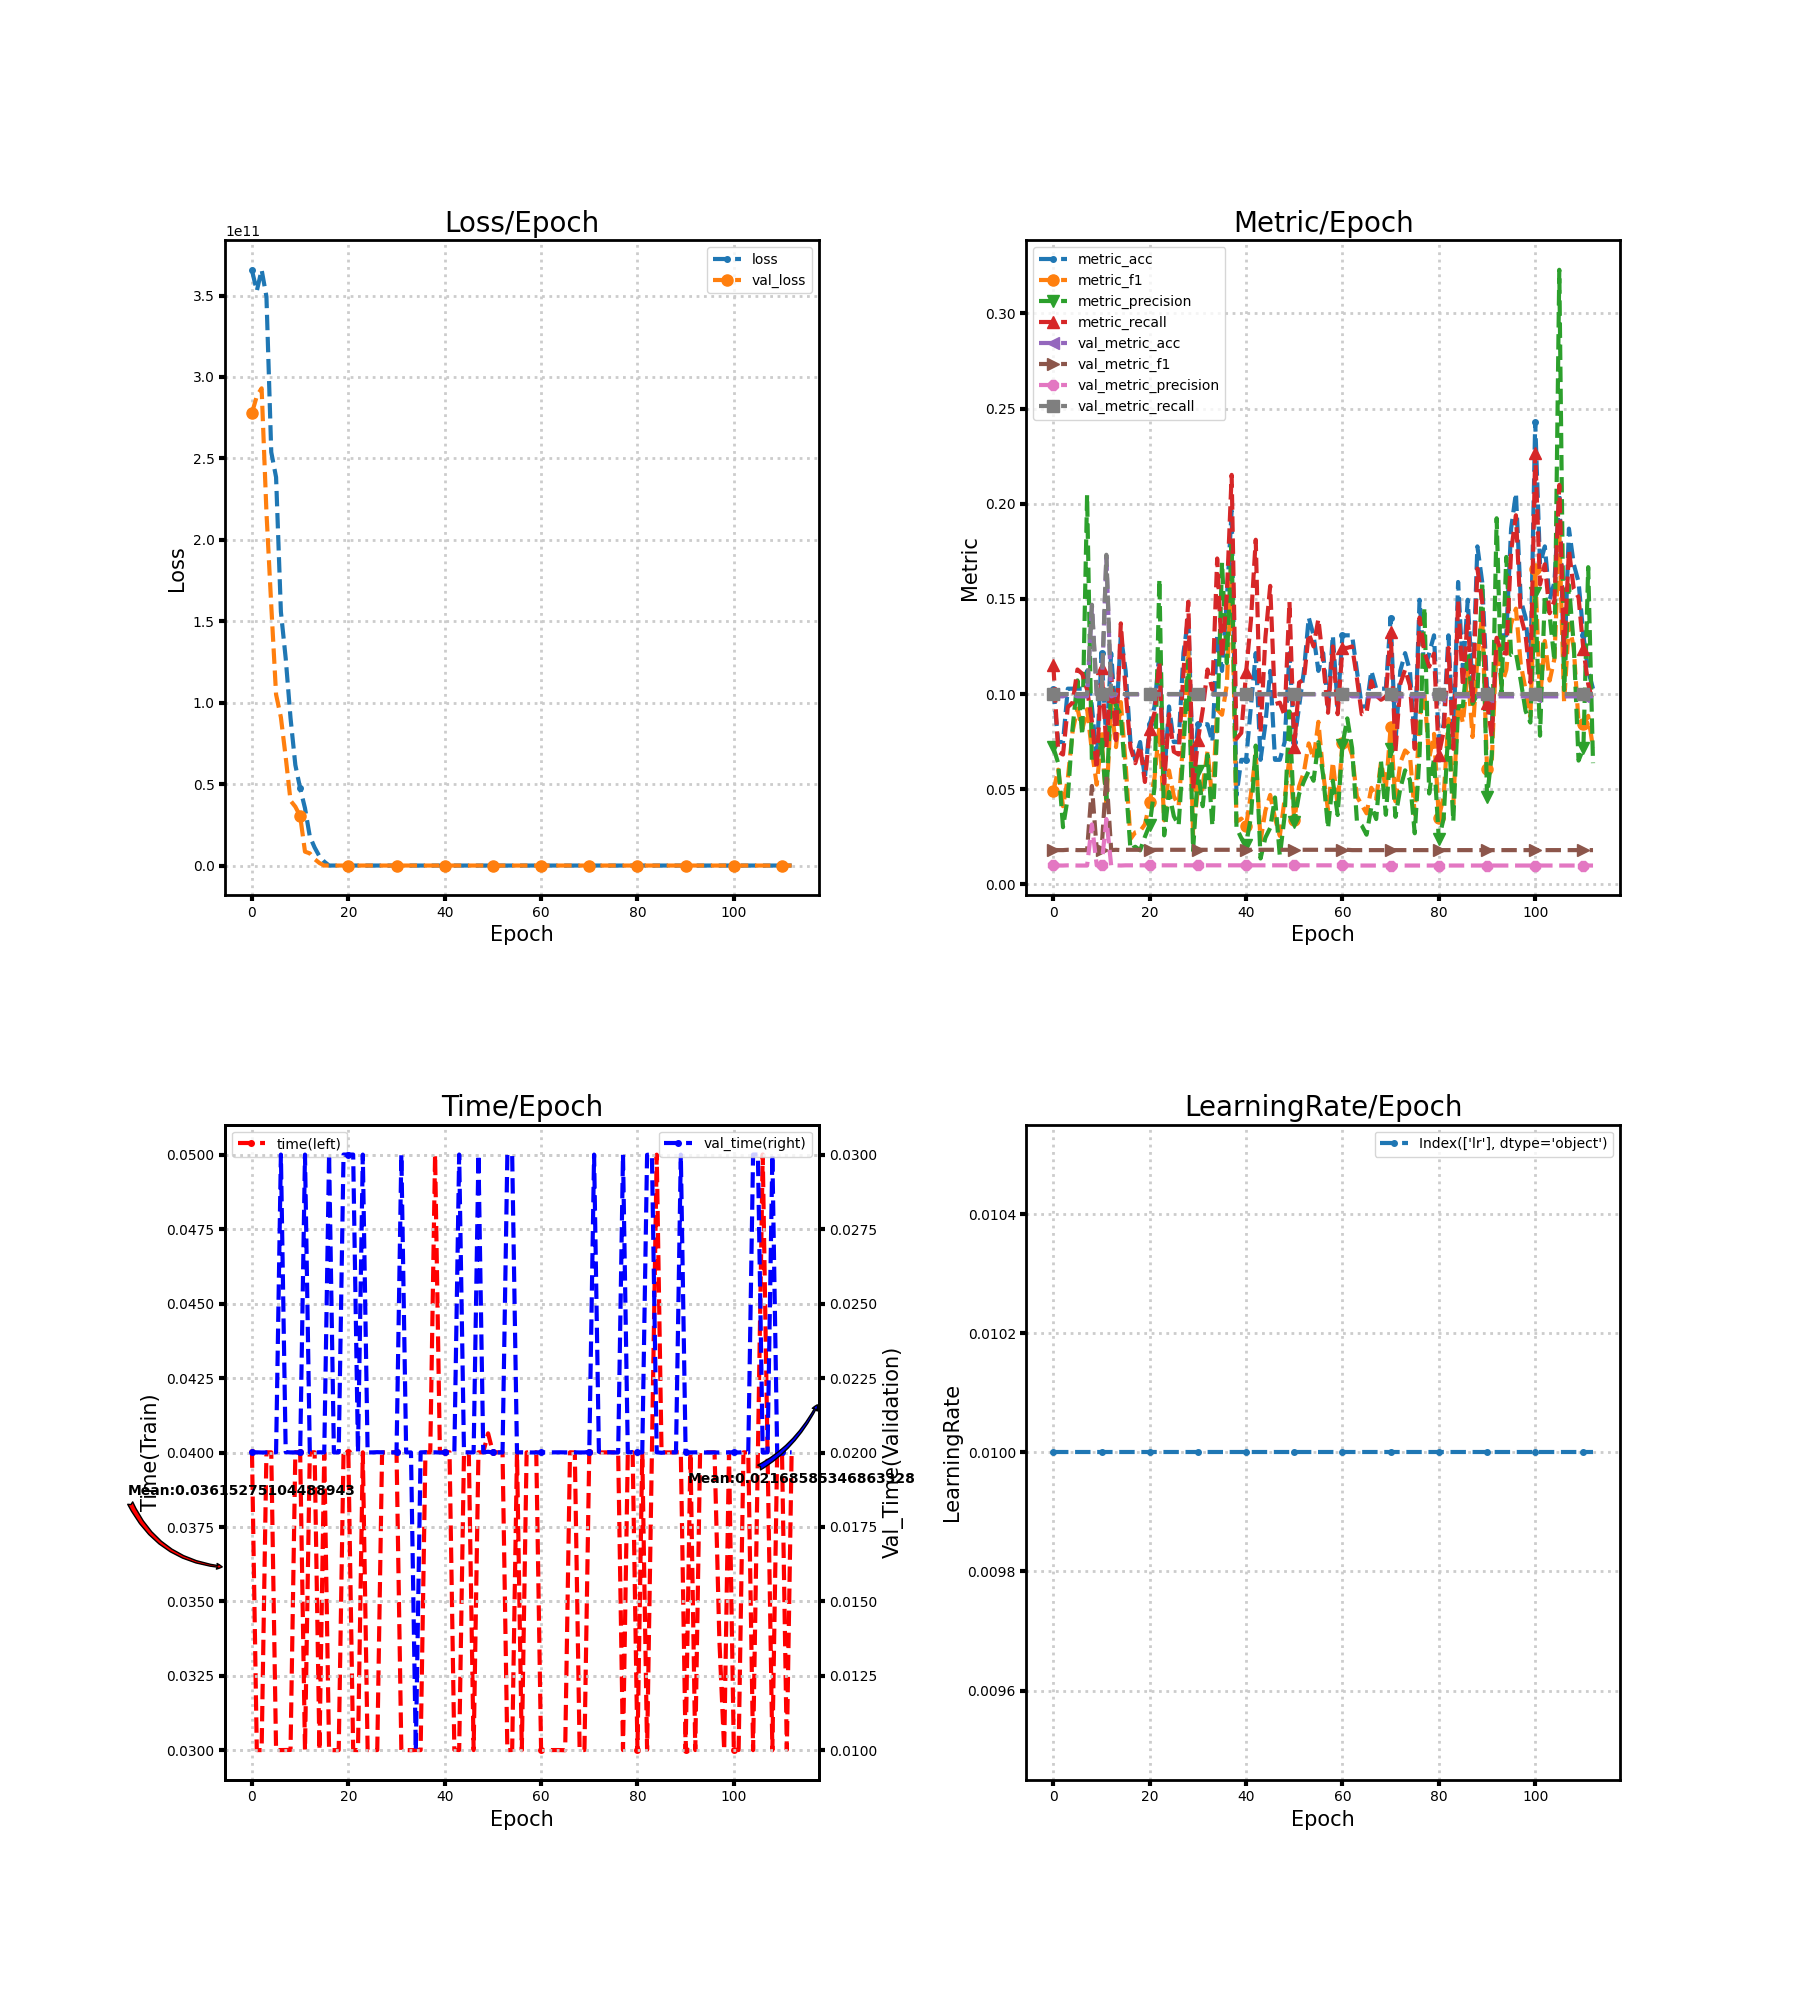 Loss/Epoch
1e11
loss
val_loss
3.5
3.0
2.5
2.0
1.5
1.0
0.5
0.0
Loss
0 20 40 60 80 100
Epoch
Metric/Epoch
metric_acc
metric_f1
metric_precision
metric_recall
val_metric_acc
val_metric_f1
val_metric_precision
val_metric_recall
0.30
0.25
0.20
0.15
0.10
0.05
0.00
Metric
0 20 40 60 80 100
Epoch
Time/Epoch
time(left)
val_time(right)
0.0500
0.0475
0.0450
0.0425
0.0400
0.0375
0.0350
0.0325
0.0300
Time(Train)
Mean:0.03615275104488943
0.0300
0.0275
0.0250
0.0225
0.0200
0.0175
0.0150
0.0125
0.0100
Val_Time(Validation)
0 20 40 60 80 100
Epoch
LearningRate/Epoch
Index(['lr'], dtype='object')
0.0104
0.0102
0.0100
0.0098
0.0096
LearningRate
0 20 40 60 80 100
Epoch